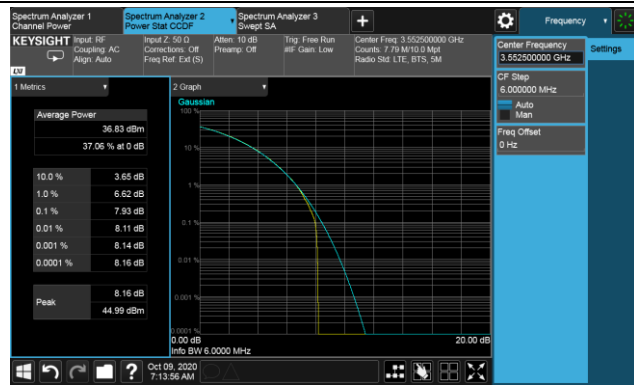 Spectrum Analyzer 1
Channel Power
Spectrum Analyzer 2
Power Stat CCDF
Spectrum Analyzer 3
Swept SA
Frequency
KEYSIGHT
Input: RF
Coupling: AC
Align: Auto
Input Z: 50 Ω
Corrections: Off
Freq Ref: Ext (S)
Atten: 10 dB
Preamp: Off
Trig: Free Run
#IF Gain: Low
Center Freq: 3.552500000 GHz
Counts: 7.79 M/10.0 Mpt
Radio Std: LTE, BTS, 5M
LXI
Center Frequency
3.552500000 GHz
Settings
CF Step
6.000000 MHz
Auto
Man
Freq Offset
0 Hz
1 Metrics
Average Power
36.83 dBm
37.06 % at 0 dB
10.0 % 3.65 dB
1.0 % 6.62 dB
0.1 % 7.93 dB
0.01 % 8.11 dB
0.001 % 8.14 dB
0.0001 % 8.16 dB
Peak
8.16 dB
44.99 dBm
2 Graph
Gaussian
100 %
10 %
1 %
0.1 %
0.01 %
0.001 %
0.0001 %
0.00 dB
20.00 dB
Info BW 6.0000 MHz
Oct 09, 2020
7:13:56 AM